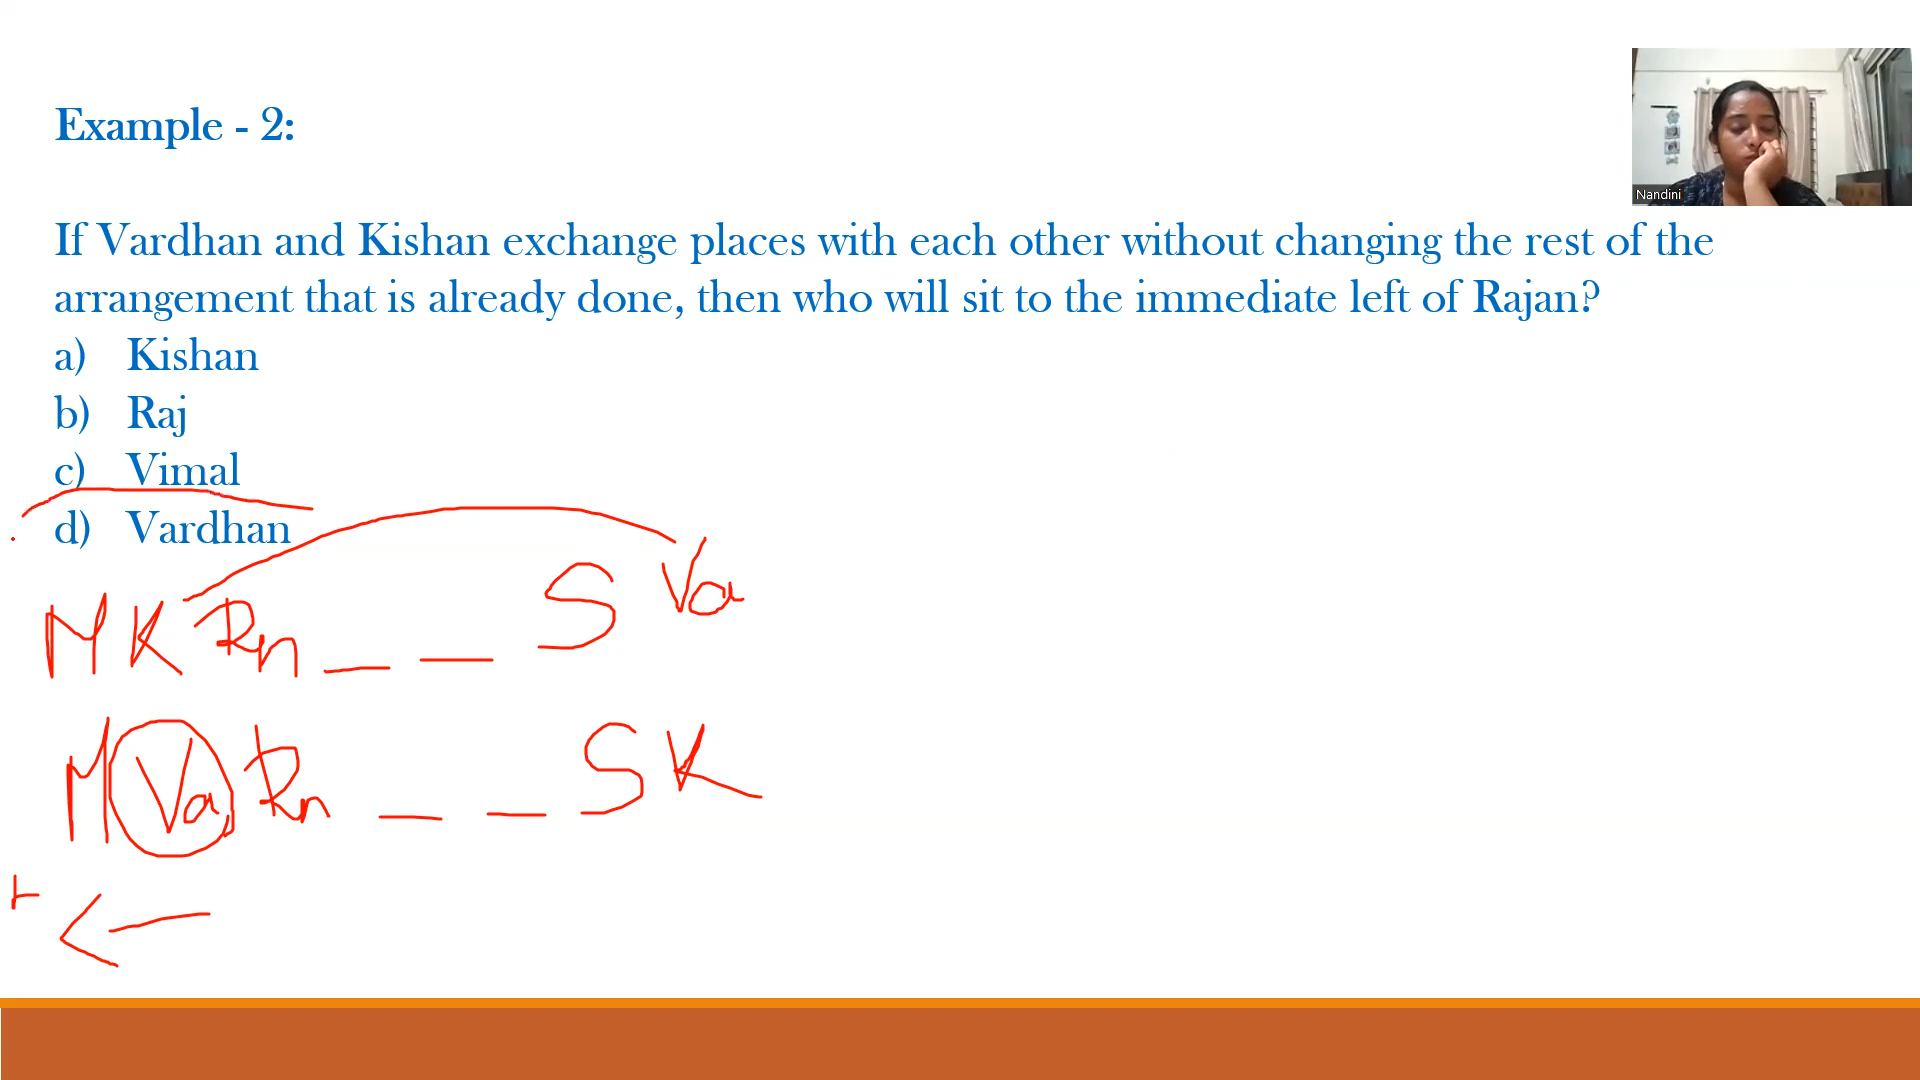 Nandini
Example - 2:
If Vardhan and Kishan exchange places with each other without changing the rest of the
arrangement that is already done, then who will sit to the immediate left of Rajan?
a) Kishan
b) Raj
c) Vimal
d) Vardhan
M K Rn _ _ S Va
M Va Rn _ _ S K